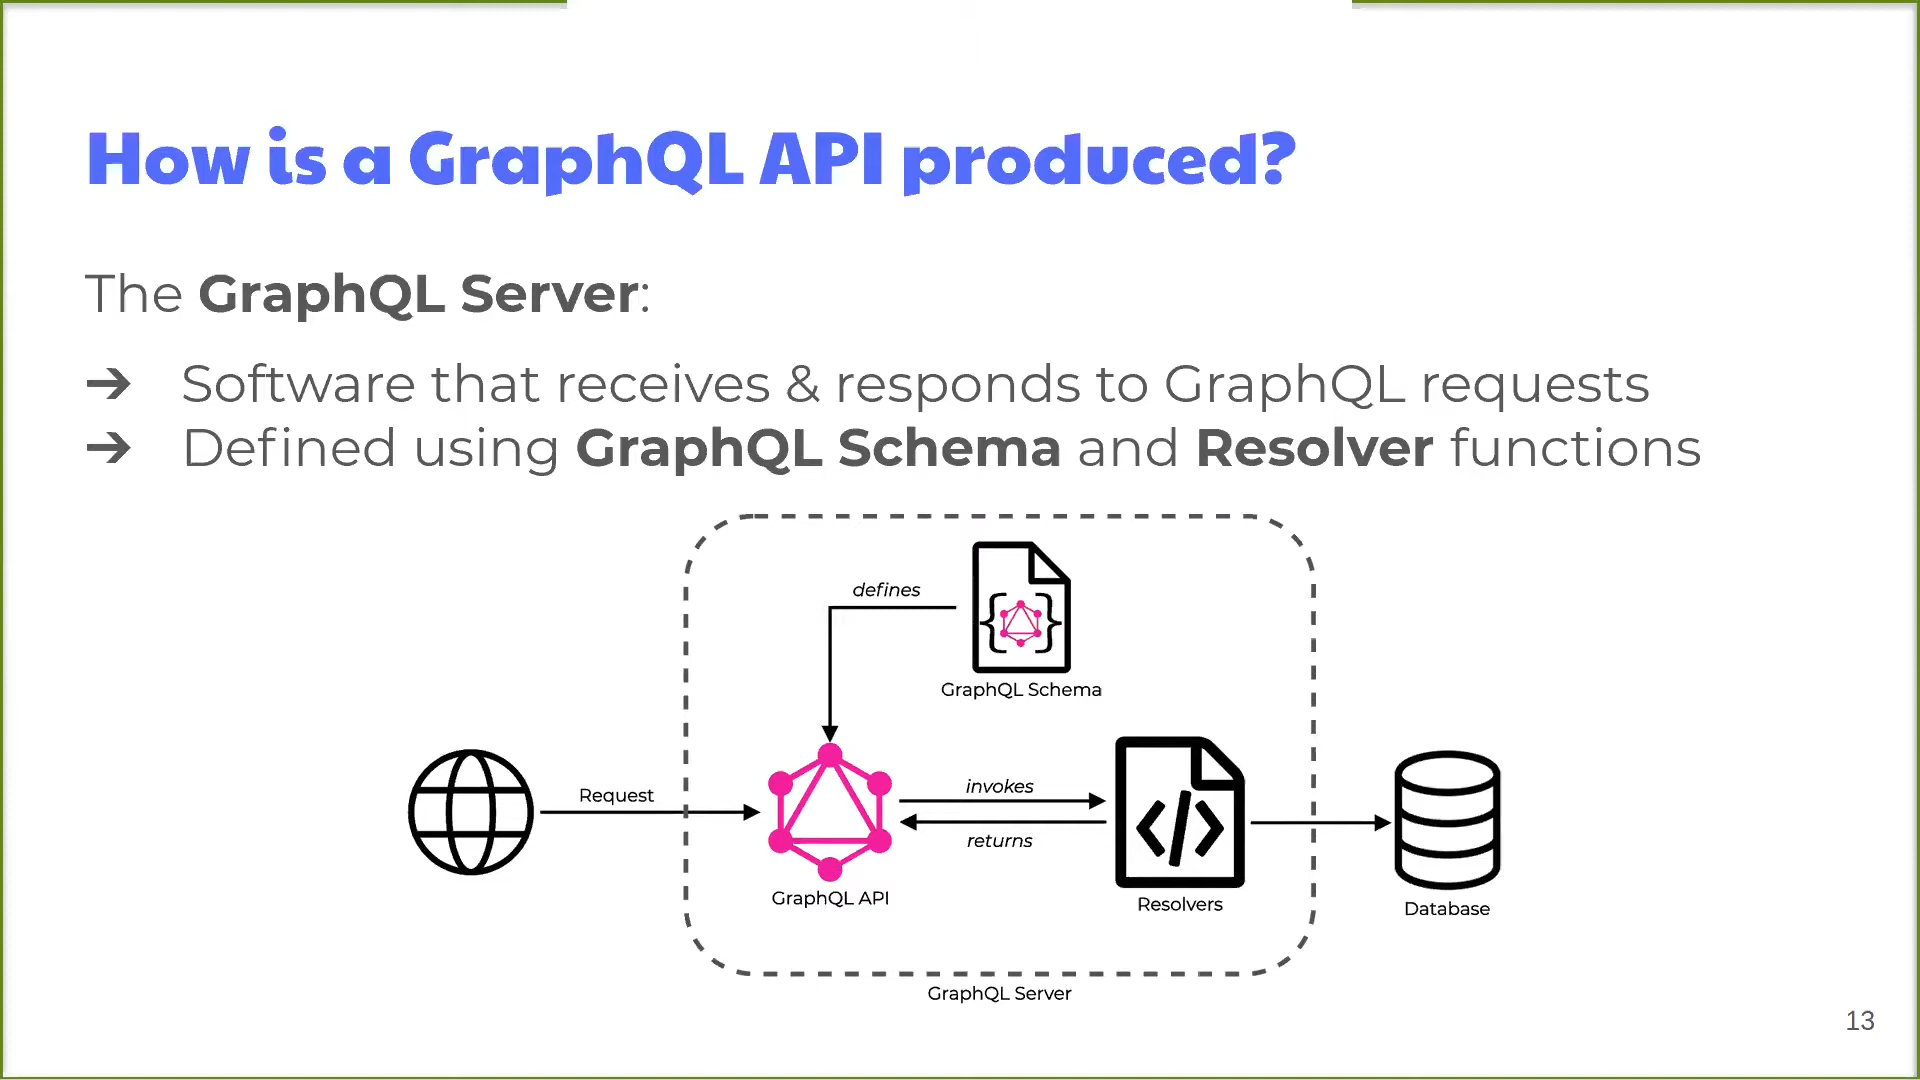 How is a GraphQL API produced?
The GraphQL Server:
➔ Software that receives & responds to GraphQL requests
➔ Defined using GraphQL Schema and Resolver functions
defines
GraphQL Schema
Request
invokes
returns
GraphQL API
Resolvers
Database
GraphQL Server
13